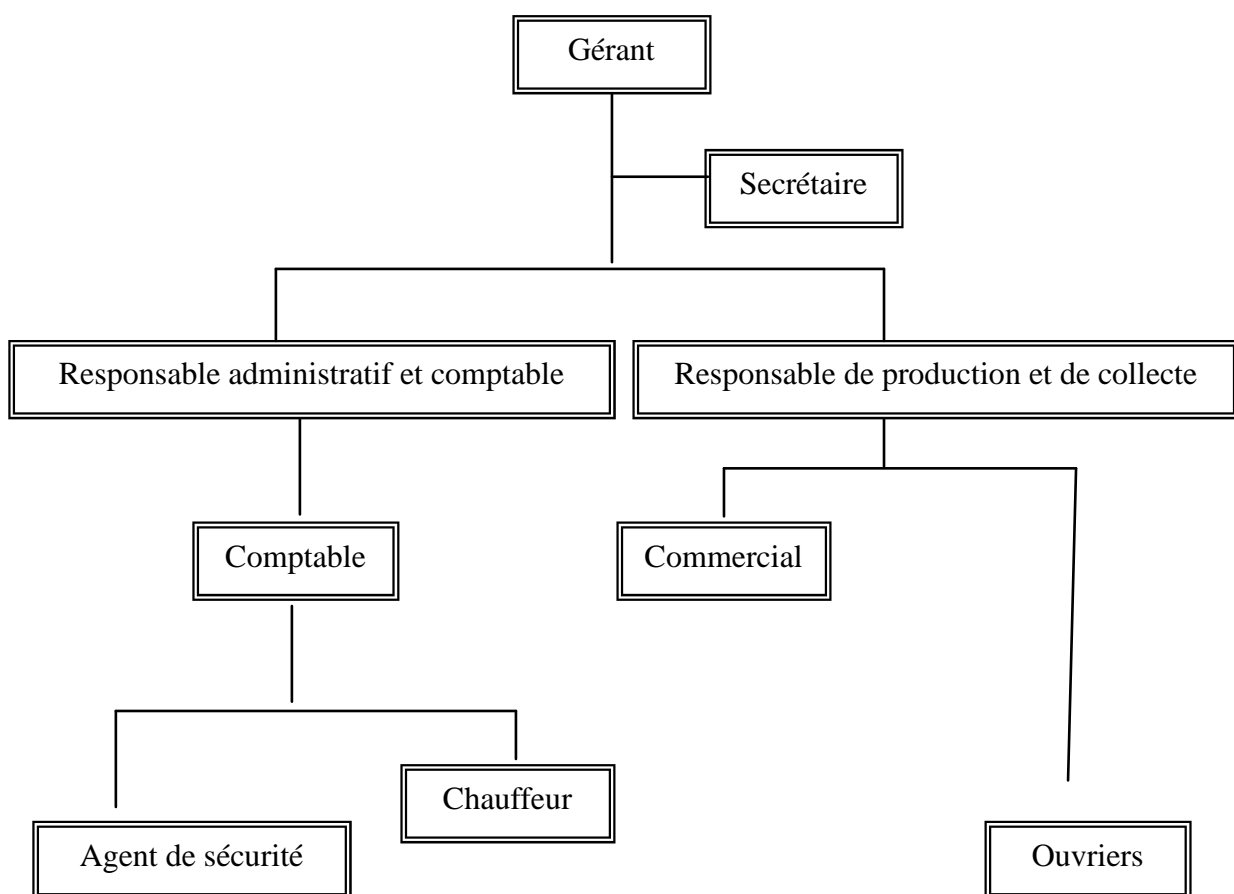 Gérant
Secrétaire
Responsable administratif et comptable
Responsable de production et de collecte
Comptable
Commercial
Chauffeur
Agent de sécurité
Ouvriers